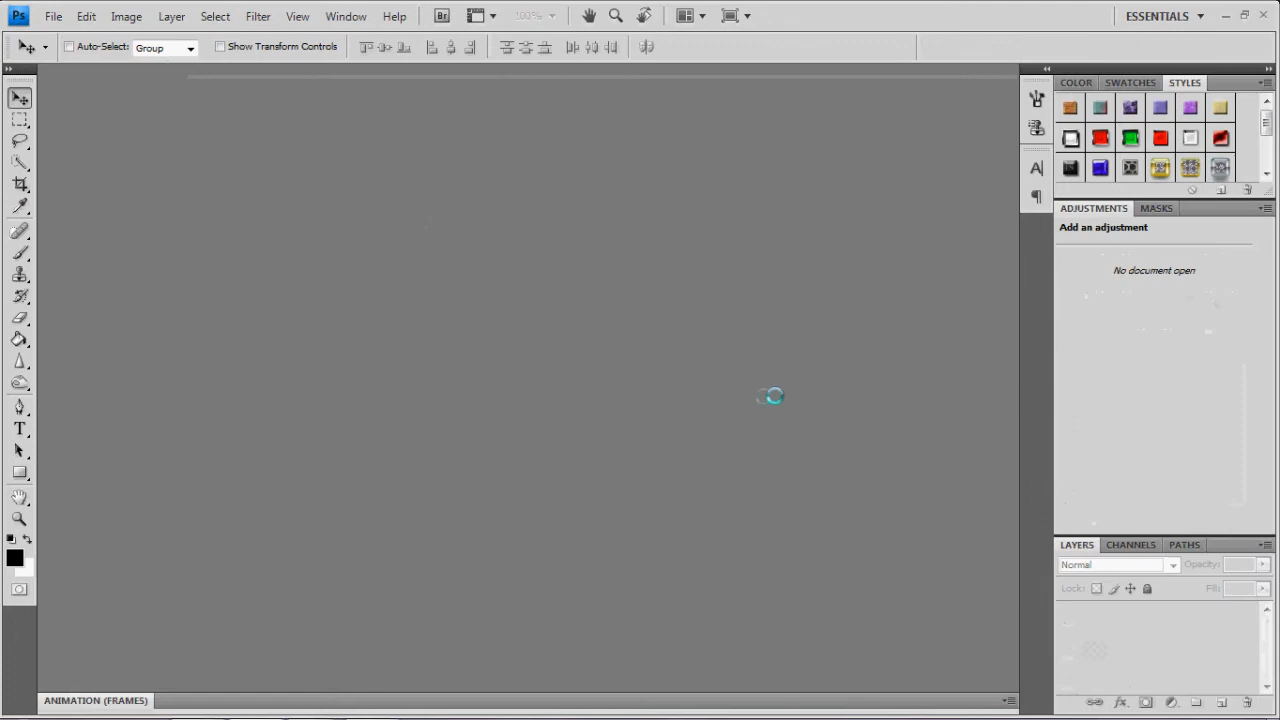 Ps File Edit Image Layer Select Filter View Window Help Br 100% ESSENTIALS
Auto-Select: Group Show Transform Controls
COLOR SWATCHES STYLES
ADJUSTMENTS MASKS
Add an adjustment
No document open
LAYERS CHANNELS PATHS
Normal Opacity:
Lock: Fill:
ANIMATION (FRAMES)